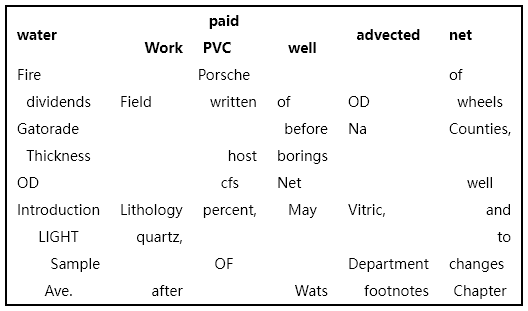 water Work paid PVC well advected net
Fire Porsche of
dividends Field written of OD wheels
Gatorade before Na Counties,
Thickness host borings
OD cfs Net well
Introduction Lithology percent, May Vitric, and
LIGHT quartz, to
Sample OF Department changes
Ave. after Wats footnotes Chapter